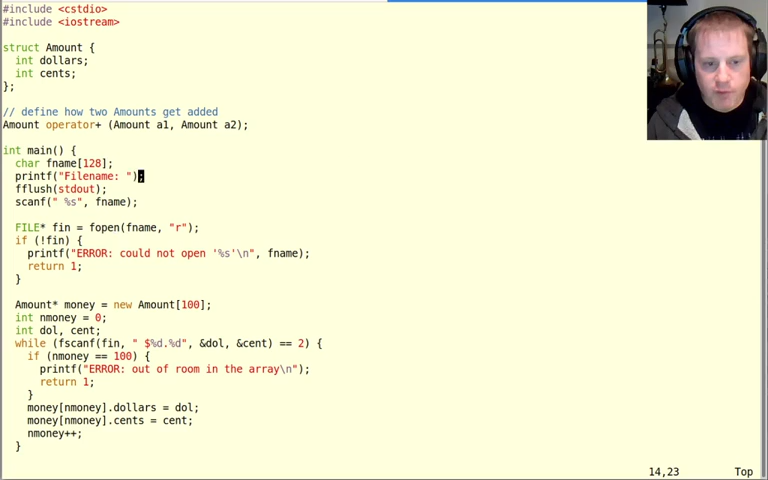 #include <cstdio>
#include <iostream>
struct Amount {
int dollars;
int cents;
};
// define how two Amounts get added
Amount operator+ (Amount a1, Amount a2);
int main() {
char fname[128];
printf("Filename: ");
fflush(stdout);
scanf(" %s", fname);
FILE* fin = fopen(fname, "r");
if (!fin) {
printf("ERROR: could not open '%s'\n", fname);
return 1;
}
Amount* money = new Amount[100];
int nmoney = 0;
int dol, cent;
while (fscanf(fin, " $%d.%d", &dol, &cent) == 2) {
if (nmoney == 100) {
printf("ERROR: out of room in the array\n");
return 1;
}
money[nmoney].dollars = dol;
money[nmoney].cents = cent;
nmoney++;
}
14,23 Top